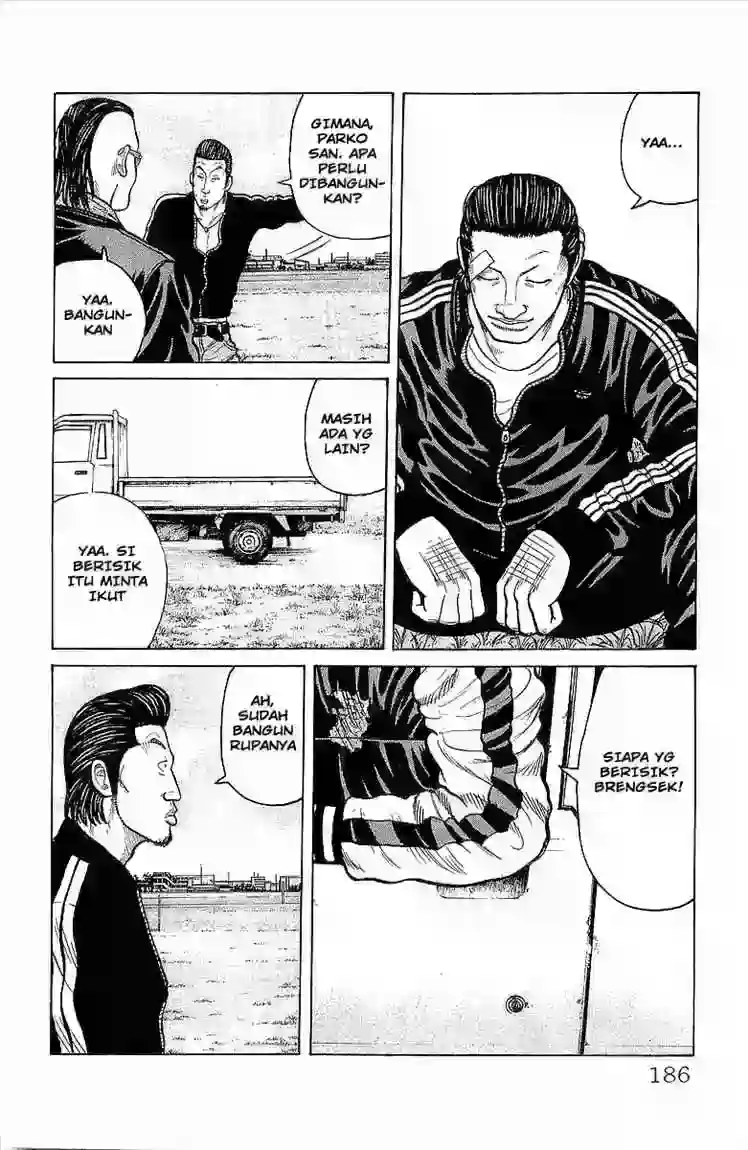 YAA...
GIMANA,
PARKO
SAN. APA
PERLU
DIBANGUN-
KAN?
YAA.
BANGUN-
KAN
MASIH
ADA YG
LAIN?
YAA. SI
BERISIK
ITU MINTA
IKUT
SIAPA YG
BERISIK?
BRENGSEK!
AH,
SUDAH
BANGUN
RUPANYA
186